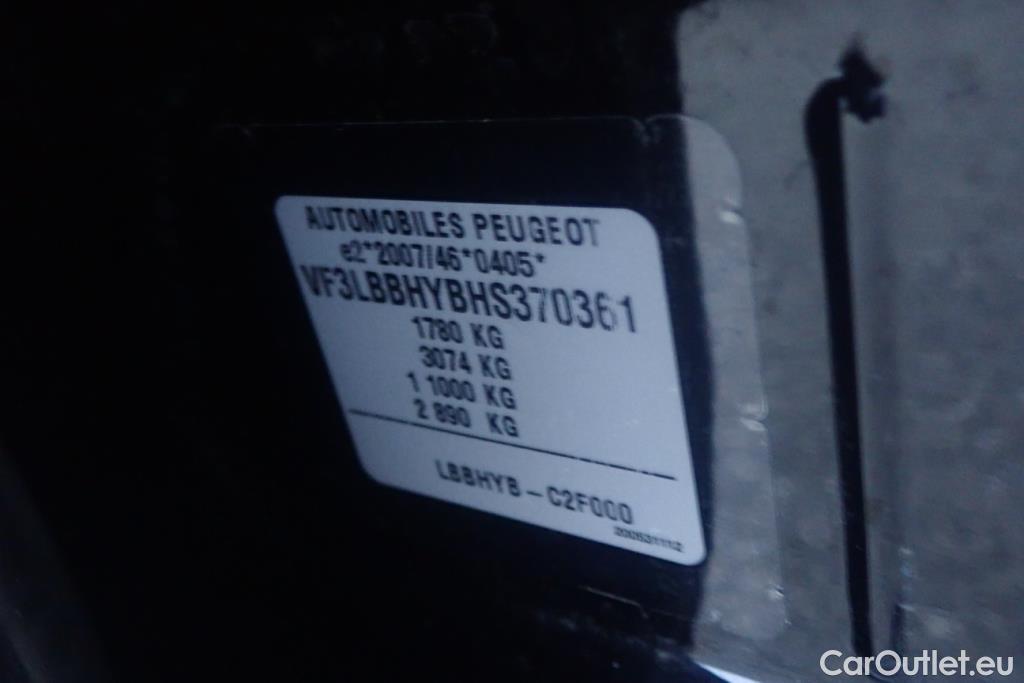 AUTOMOBILES PEUGEOT
e2*2007/46*0405*
VF3LBBHYBHS370361
1780 KG
3074 KG
1 1000 KG
2 890 KG
LBBHYB - C2F000
CarOutlet.eu